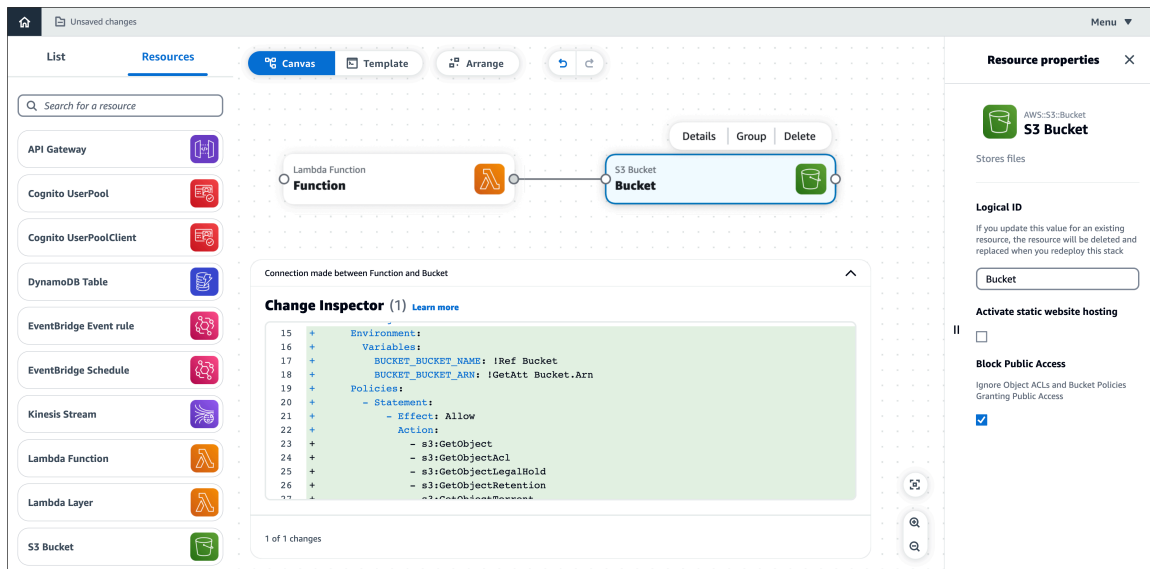 Unsaved changes
Menu ▼
List
Resources
Search for a resource
API Gateway
Cognito UserPool
Cognito UserPoolClient
DynamoDB Table
EventBridge Event rule
EventBridge Schedule
Kinesis Stream
Lambda Function
Lambda Layer
S3 Bucket
Canvas
Template
Arrange
Details
Group
Delete
Lambda Function
Function
S3 Bucket
Bucket
Connection made between Function and Bucket
Change Inspector (1) Learn more
15 + Environment:
16 + Variables:
17 + BUCKET_BUCKET_NAME: !Ref Bucket
18 + BUCKET_BUCKET_ARN: !GetAtt Bucket.Arn
19 + Policies:
20 + - Statement:
21 + - Effect: Allow
22 + Action:
23 + - s3:GetObject
24 + - s3:GetObjectAcl
25 + - s3:GetObjectLegalHold
26 + - s3:GetObjectRetention
27 + - s3:GetObjectTorrent
1 of 1 changes
Resource properties
AWS::S3::Bucket
S3 Bucket
Stores files
Logical ID
If you update this value for an existing
resource, the resource will be deleted and
replaced when you redeploy this stack
Bucket
Activate static website hosting
Block Public Access
Ignore Object ACLs and Bucket Policies
Granting Public Access